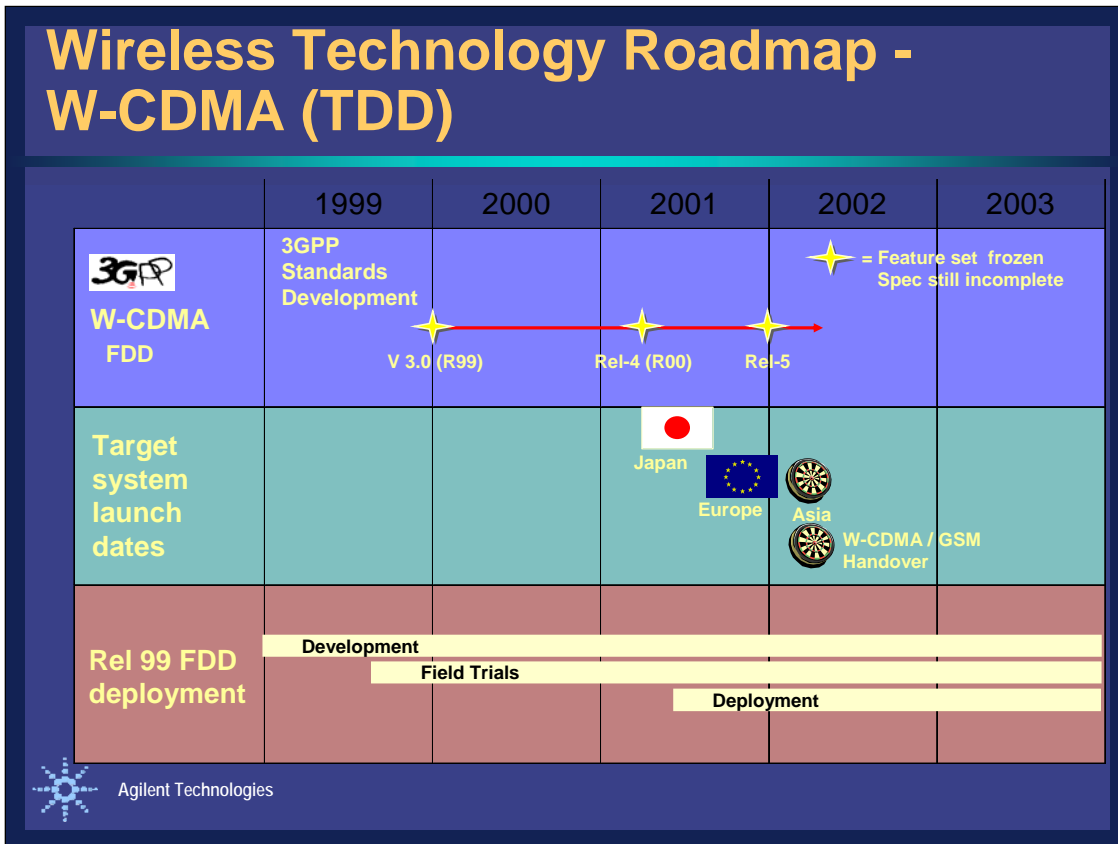 Wireless Technology Roadmap -
W-CDMA (TDD)
1999 2000 2001 2002 2003
3GPP
W-CDMA
FDD
3GPP
Standards
Development
= Feature set frozen
Spec still incomplete
V 3.0 (R99) Rel-4 (R00) Rel-5
Target
system
launch
dates
Japan
Europe
Asia
W-CDMA / GSM
Handover
Rel 99 FDD
deployment
Development
Field Trials
Deployment
Agilent Technologies